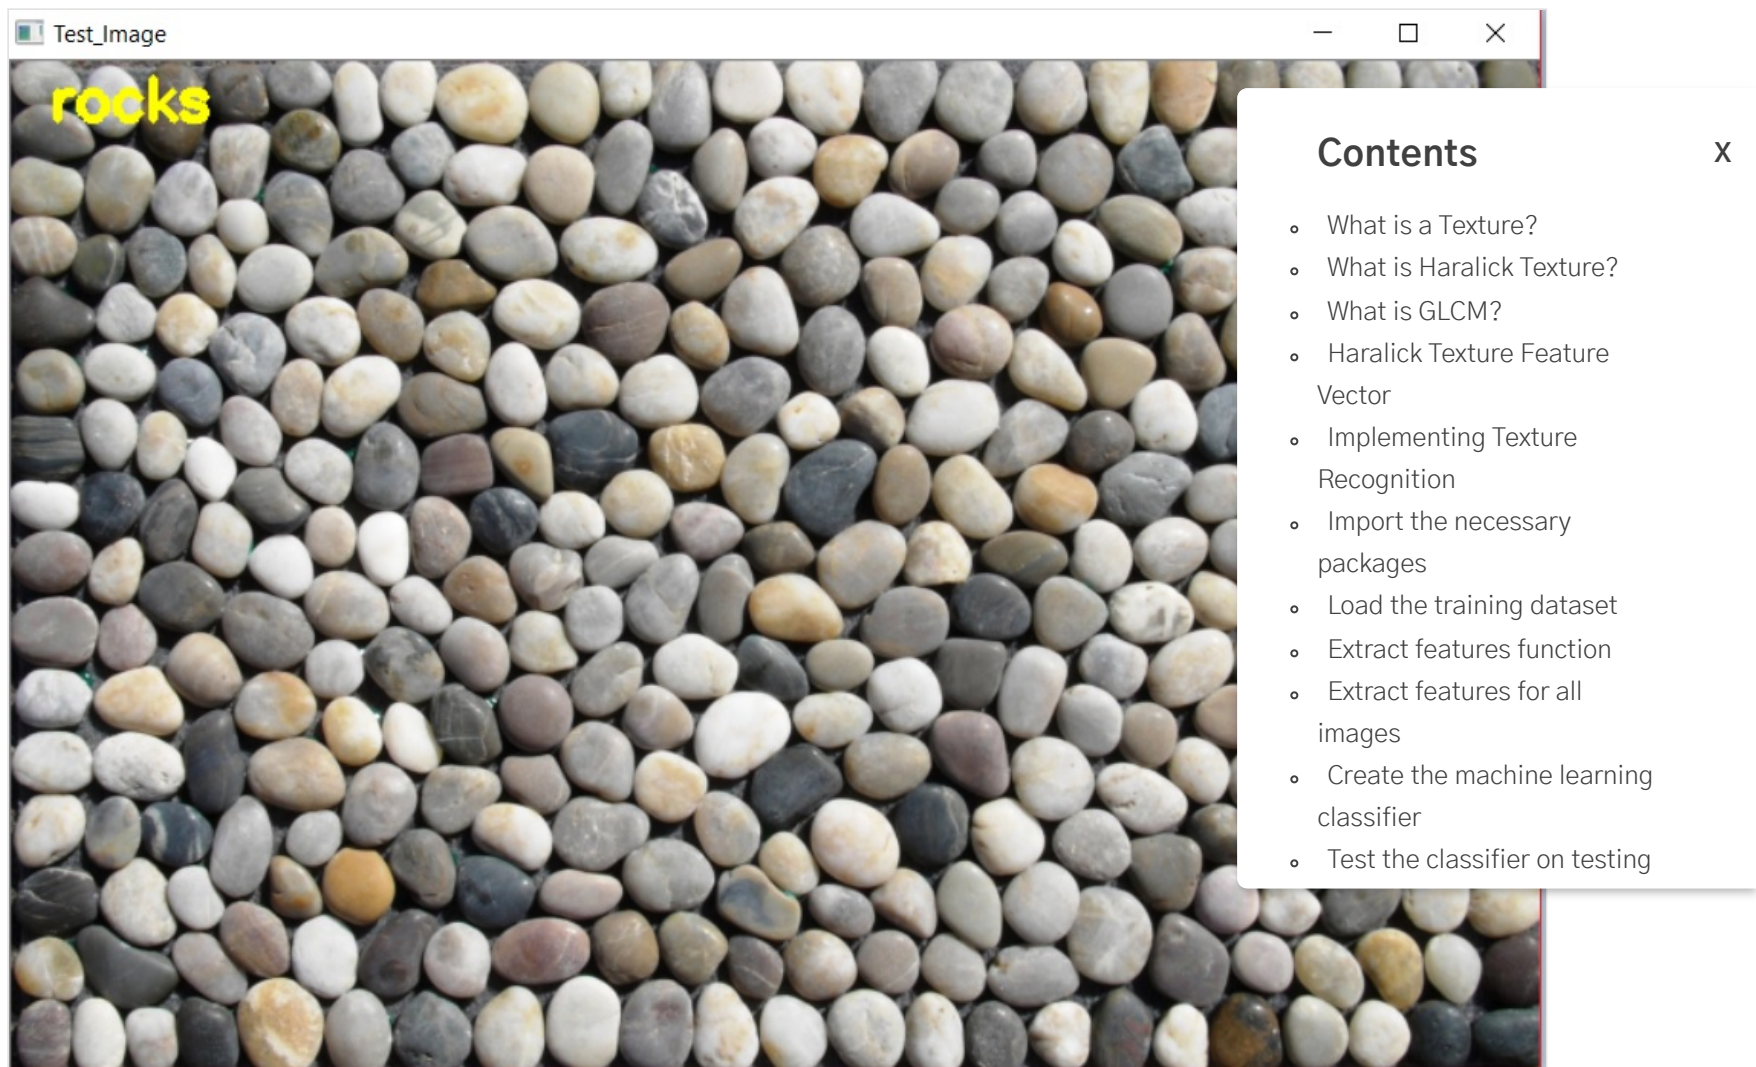 Test_Image
rocks
Contents
X
What is a Texture?
What is Haralick Texture?
What is GLCM?
Haralick Texture Feature
Vector
Implementing Texture
Recognition
Import the necessary
packages
Load the training dataset
Extract features function
Extract features for all
images
Create the machine learning
classifier
Test the classifier on testing